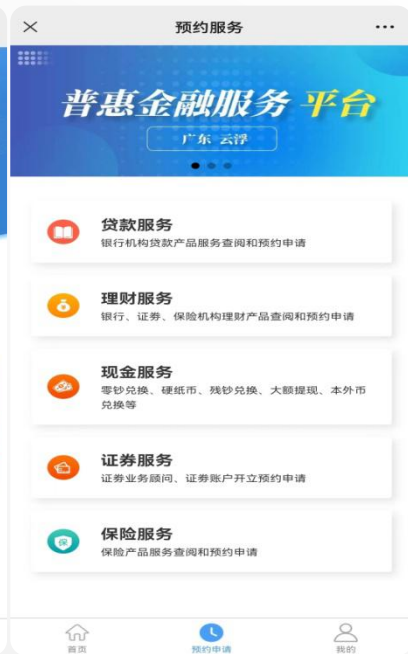 预约服务
普惠金融服务 平台
广东 云浮
贷款服务
银行机构贷款产品服务查阅和预约申请
理财服务
银行、证劵、保险机构理财产品查阅和预约申请
现金服务
零钞兑换、硬纸币、残钞兑换、大额提现、本外币
兑换等
证券服务
证券业务顾问、证劵账户开立预约申请
保险服务
保险产品服务查阅和预约申请
保
首页
预约申请
我的